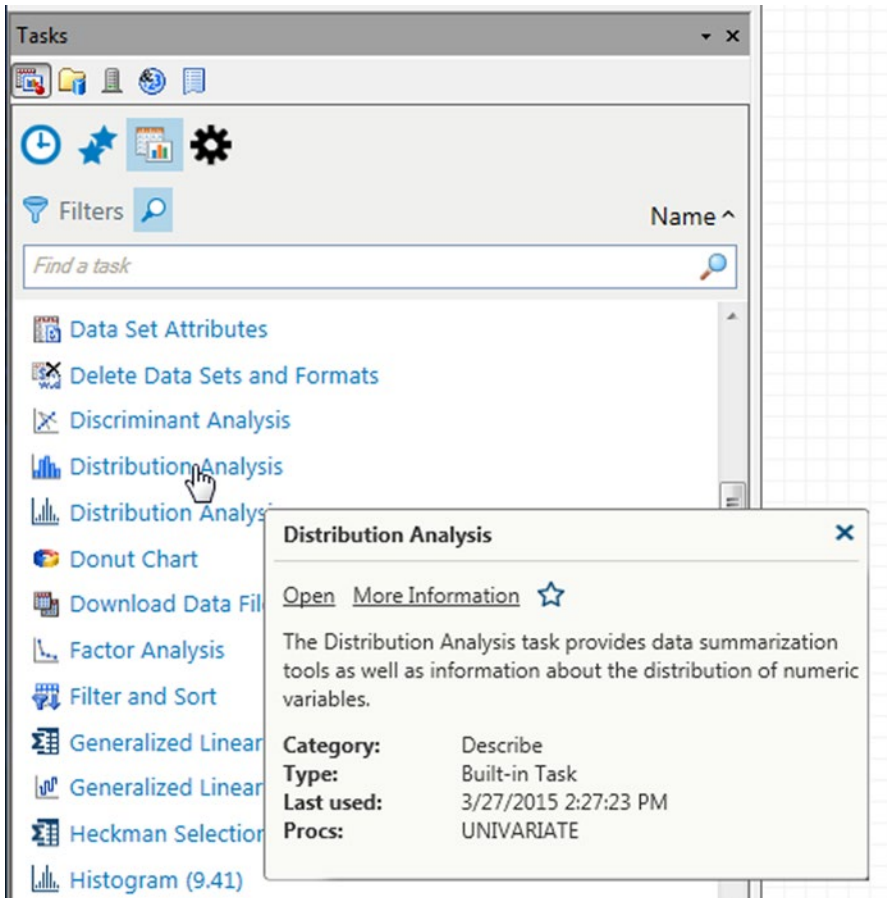 Tasks
Filters
Name
Find a task
Data Set Attributes
Delete Data Sets and Formats
Discriminant Analysis
Distribution Analysis
Distribution
Donut Chart
Download Data
Factor Analysis
Filter and Sort
Generalized Linear
Generalized Linear
Heckman Selection
Histogram (9.41)
Distribution Analysis
Open More Information
The Distribution Analysis task provides data summarization
tools as well as information about the distribution of numeric
variables.
Category: Describe
Type: Built-in Task
Last used: 3/27/2015 2:27:23 PM
Procs: UNIVARIATE